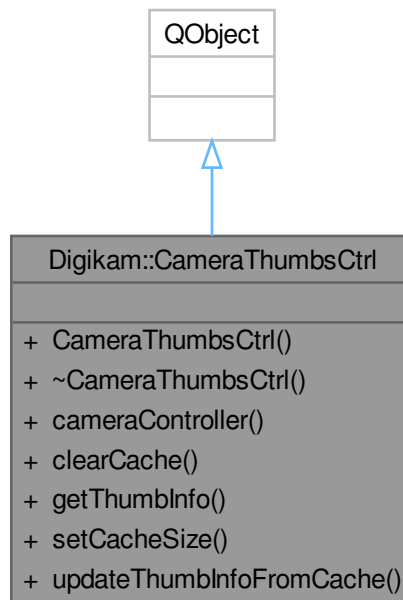 QObject
Digikam::CameraThumbsCtrl
+ CameraThumbsCtrl()
+ ~CameraThumbsCtrl()
+ cameraController()
+ clearCache()
+ getThumbInfo()
+ setCacheSize()
+ updateThumbInfoFromCache()